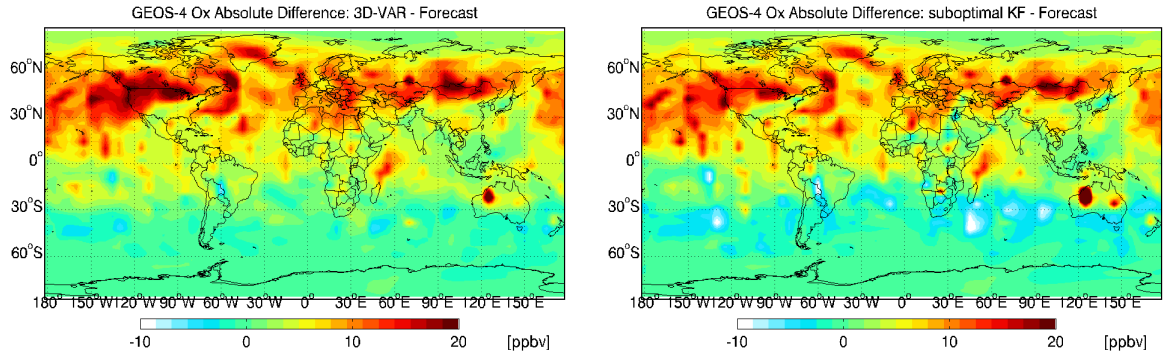 GEOS-4 Ox Absolute Difference: 3D-VAR - Forecast
60°N
30°N
0°
30°S
60°S
180°W 150°W 120°W 90°W 60°W 30°W 0° 30°E 60°E 90°E 120°E 150°E
-10 0 10 20 [ppbv]
GEOS-4 Ox Absolute Difference: suboptimal KF - Forecast
60°N
30°N
0°
30°S
60°S
180°W 150°W 120°W 90°W 60°W 30°W 0° 30°E 60°E 90°E 120°E 150°E
-10 0 10 20 [ppbv]